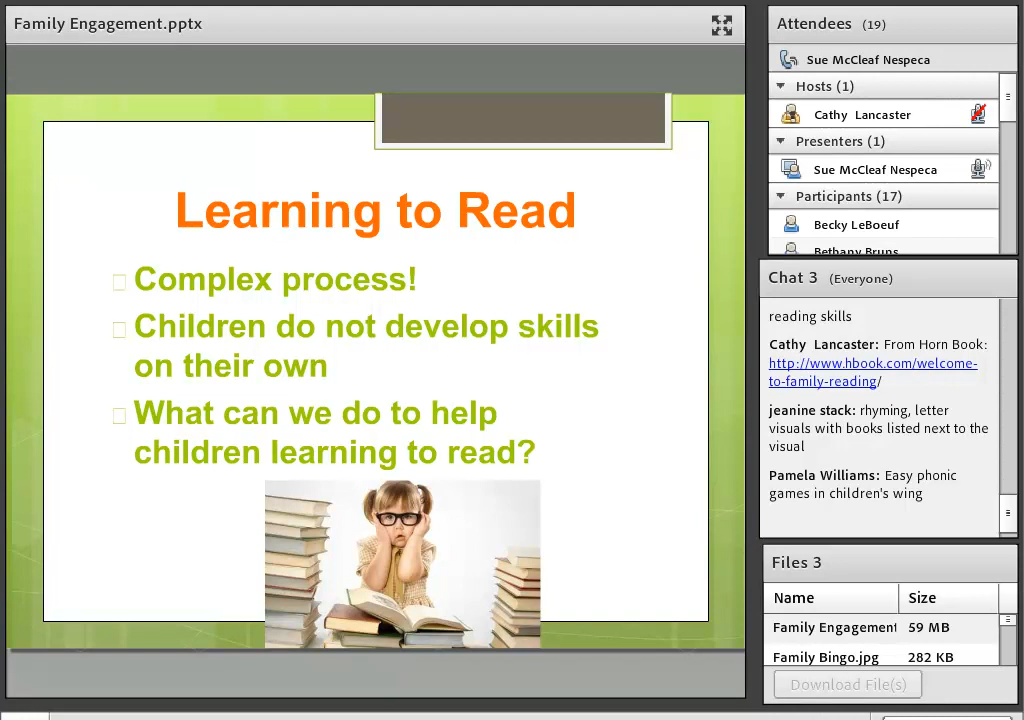 Family Engagement.pptx
Learning to Read
Complex process!
Children do not develop skills
on their own
What can we do to help
children learning to read?
Attendees (19)
Sue McCleaf Nespeca
Hosts (1)
Cathy Lancaster
Presenters (1)
Sue McCleaf Nespeca
Participants (17)
Becky LeBoeuf
Bethany Bruns
Chat 3 (Everyone)
reading skills
Cathy Lancaster: From Horn Book:
http://www.hbook.com/welcome-
to-family-reading/
jeanine stack: rhyming, letter
visuals with books listed next to the
visual
Pamela Williams: Easy phonic
games in children's wing
Files 3
Name Size
Family Engagement 59 MB
Family Bingo.jpg 282 KB
Download File(s)